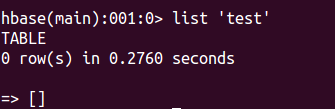 hbase(main):001:0> list 'test'
TABLE
0 row(s) in 0.2760 seconds
=> []